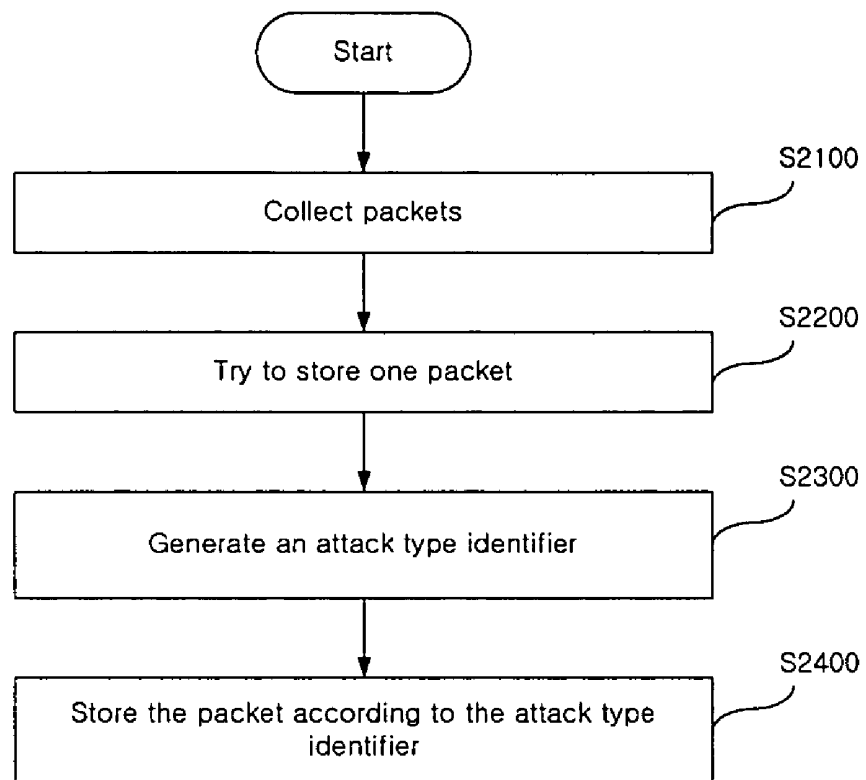 Start
S2100
Collect packets
S2200
Try to store one packet
S2300
Generate an attack type identifier
S2400
Store the packet according to the attack type
identifier